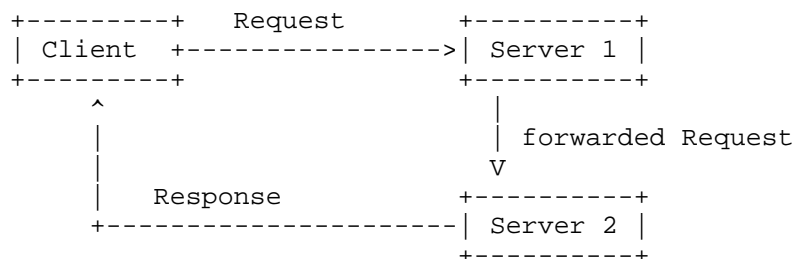 Request
Client
Server 1
forwarded Request
Response
Server 2